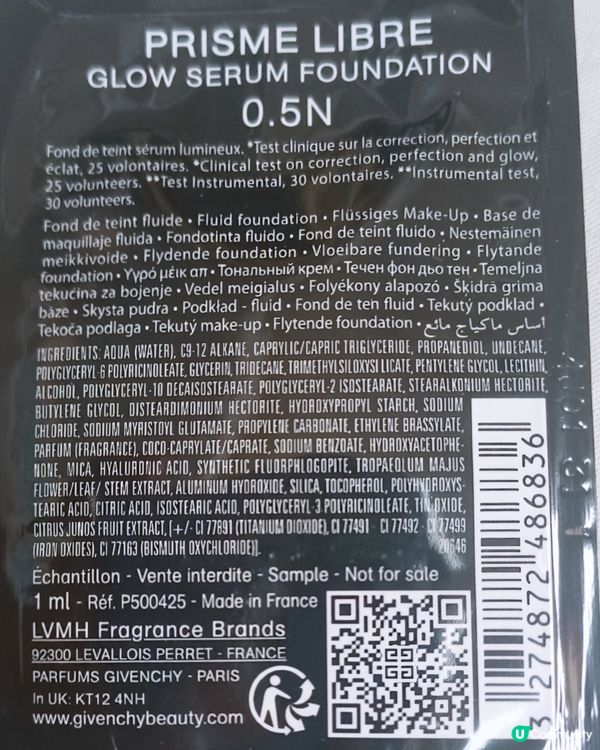 PRISME LIBRE
GLOW SERUM FOUNDATION
0.5N
Fond de teint sérum lumineux. *Test clinique sur la correction, perfection et
éclat, 25 volontaires. *Clinical test on correction, perfection and glow,
25 volunteers. **Test Instrumental, 30 volontaires. **Instrumental test,
30 volunteers.
Fond de teint fluide • Fluid foundation • Flüssiges Make-Up • Base de
maquillaje fluida • Fondotinta fluido • Fond de teint fluido • Nestemäinen
meikkivoide • Flydende foundation • Vloeibare fundering • Flytande
foundation • Υγρό μέικ απ • Тональный крем • Течен фон дьо тен • Temeljna
tekućina za bojenje • Vedel meigialus • Folyékony alapozó • Šķidrā grima
bāze • Skysta pudra • Podkład - fluid • Fond de ten fluid • Tekutý podklad •
Tekoča podlaga • Tekutý make-up • Flytende foundation • أساس ماكياج مائع
INGREDIENTS: AQUA (WATER), C9-12 ALKANE, CAPRYLIC/CAPRIC TRIGLYCERIDE, PROPANEDIOL, UNDECANE,
POLYGLYCERYL-6 POLYRICINOLEATE, GLYCERIN, TRIDECANE, TRIMETHYLSILOXYSILICATE, PENTYLENE GLYCOL, LECITHIN,
ALCOHOL, POLYGLYCERYL-10 DECAISOSTEARATE, POLYGLYCERYL-2 ISOSTEARATE, STEARALKONIUM HECTORITE,
BUTYLENE GLYCOL, DISTEARDIMONIUM HECTORITE, HYDROXYPROPYL STARCH, SODIUM
CHLORIDE, SODIUM MYRISTOYL GLUTAMATE, PROPYLENE CARBONATE, ETHYLENE BRASSYLATE,
PARFUM (FRAGRANCE), COCO-CAPRYLATE/CAPRATE, SODIUM BENZOATE, HYDROXYACETOPHE-
NONE, MICA, HYALURONIC ACID, SYNTHETIC FLUORPHLOGOPITE, TROPAEOLUM MAJUS
FLOWER/LEAF/ STEM EXTRACT, ALUMINUM HYDROXIDE, SILICA, TOCOPHEROL, POLYHYDROXYS-
TEARIC ACID, CITRIC ACID, ISOSTEARIC ACID, POLYGLYCERYL-3 POLYRICINOLEATE, TIN OXIDE,
CITRUS JUNOS FRUIT EXTRACT, [+/- CI 77891 (TITANIUM DIOXIDE), CI 77491 - CI 77492 - CI 77499
(IRON OXIDES), CI 77163 (BISMUTH OXYCHLORIDE)].
20646
Échantillon - Vente interdite - Sample - Not for sale
1 ml - Réf. P500425 - Made in France
LVMH Fragrance Brands
92300 LEVALLOIS PERRET - FRANCE
PARFUMS GIVENCHY - PARIS
In UK: KT12 4NH
www.givenchybeauty.com
3 274872 486836